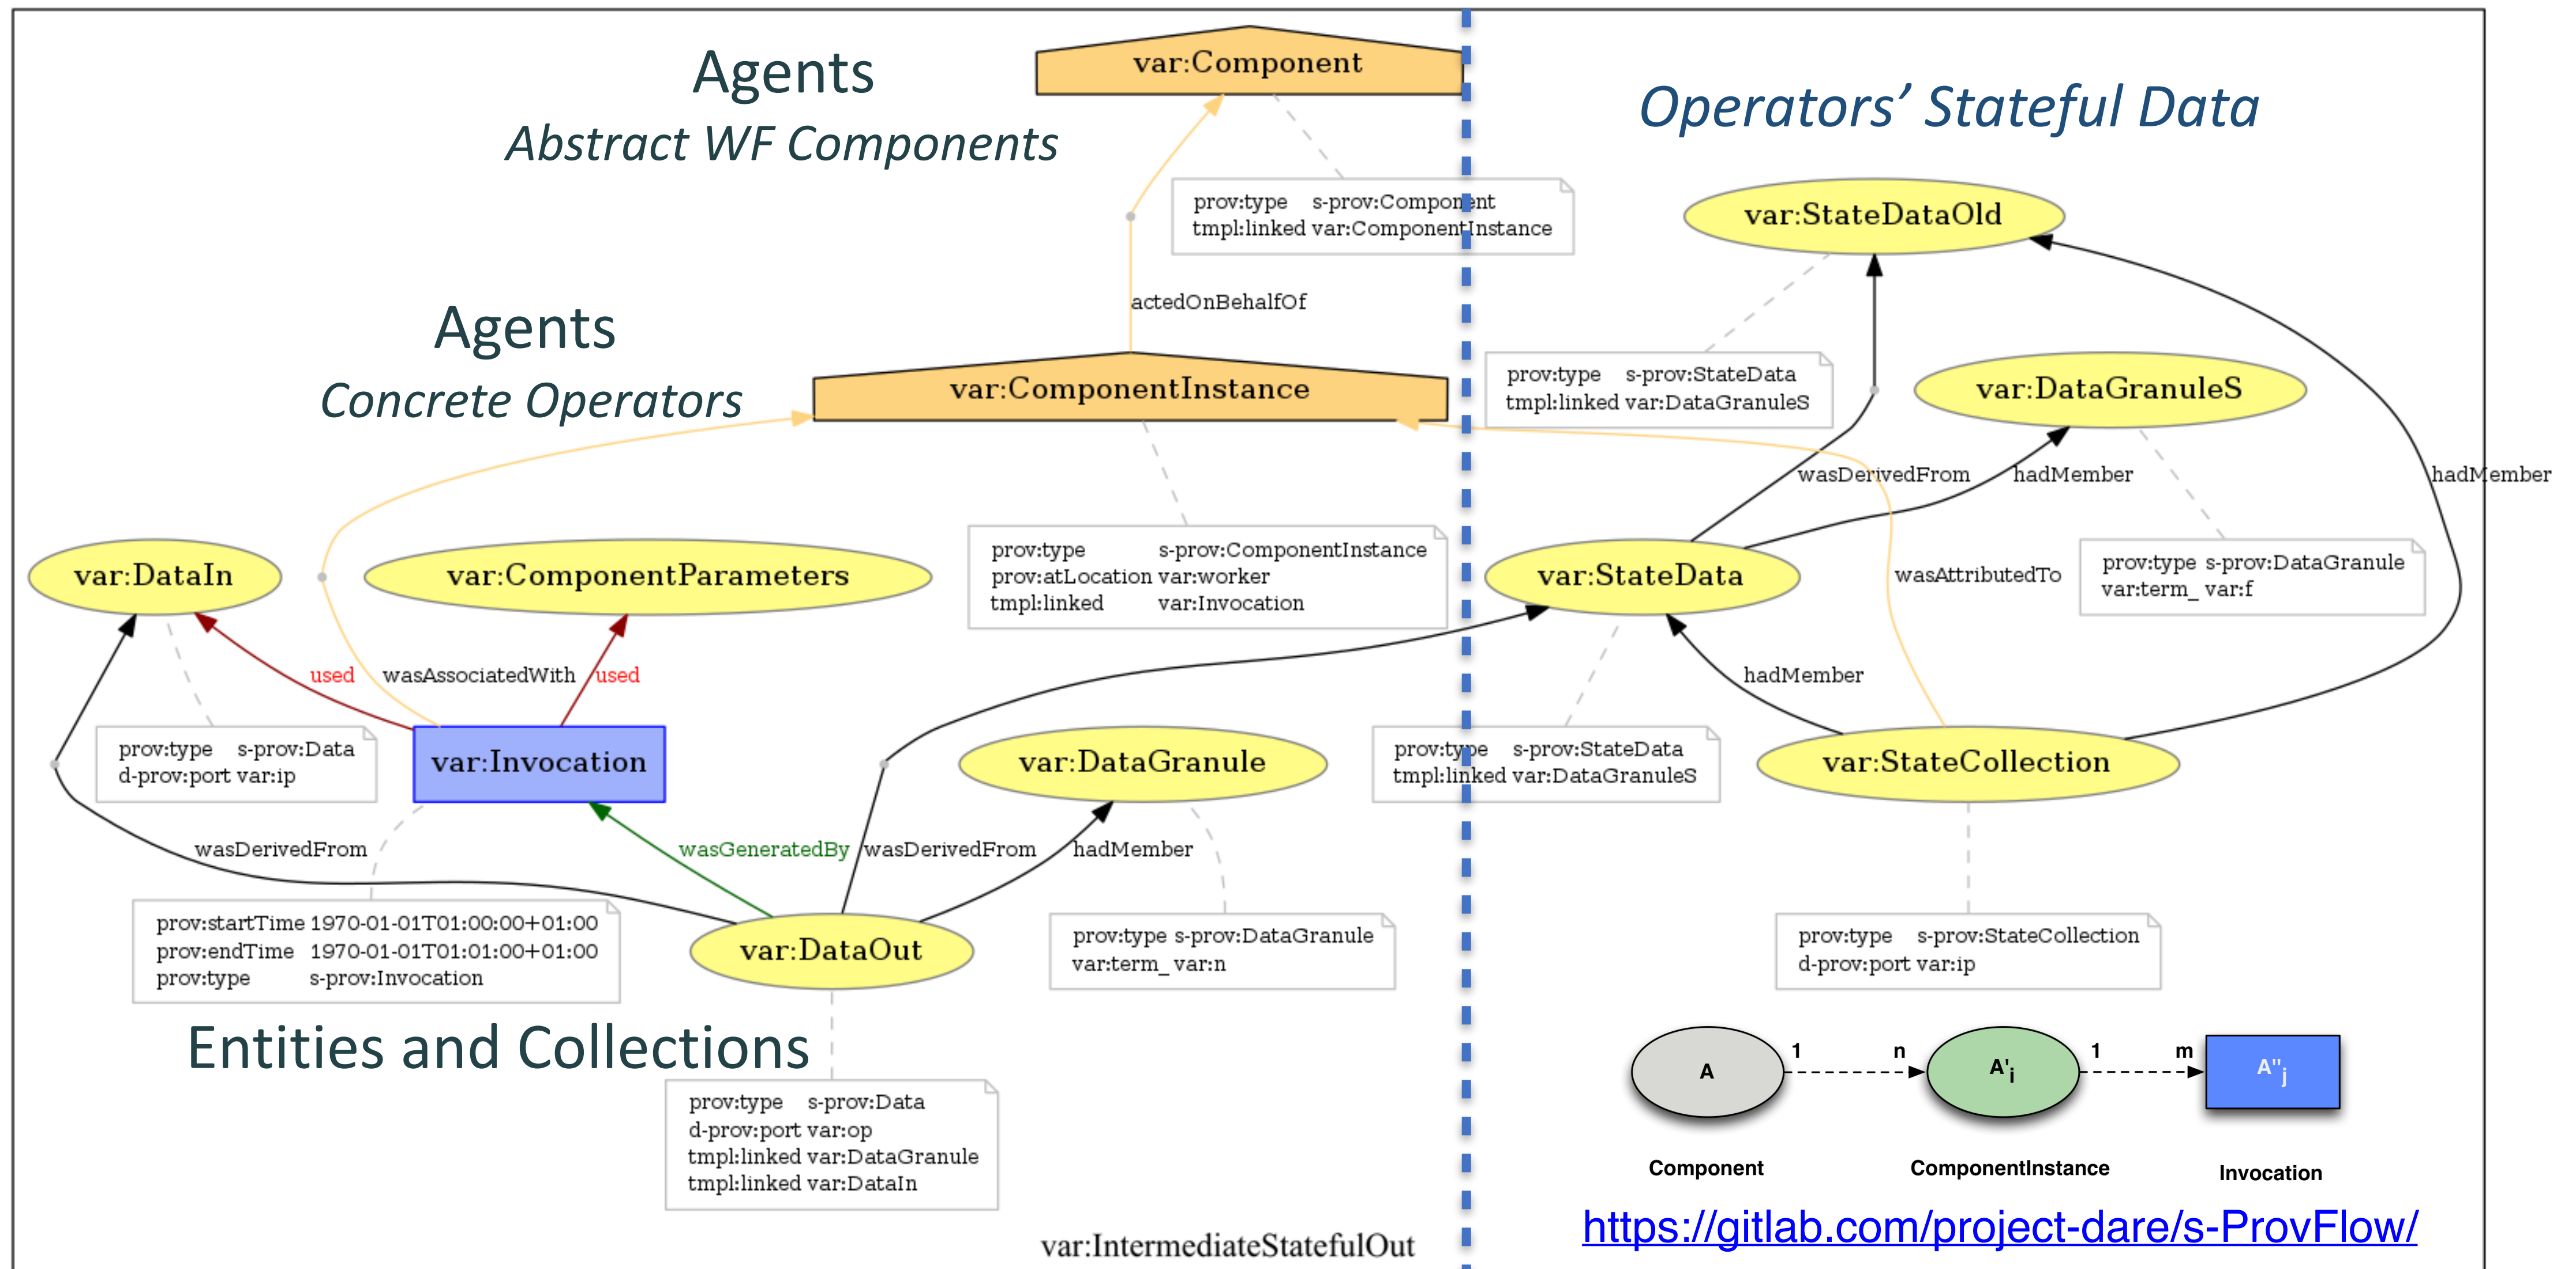 Agents
Abstract WF Components
var:Component
Operators’ Stateful Data
prov:type s-prov:Component
tmpl:linked var:ComponentInstance
var:StateDataOld
actedOnBehalfOf
Agents
Concrete Operators
var:ComponentInstance
prov:type s-prov:StateData
tmpl:linked var:DataGranuleS
var:DataGranuleS
wasDerivedFrom
hadMember
hadMember
var:DataIn
var:ComponentParameters
prov:type s-prov:ComponentInstance
prov:atLocation var:worker
tmpl:linked var:Invocation
var:StateData
wasAttributedTo
prov:type s-prov:DataGranule
var:term_ var:f
used
wasAssociatedWith
used
hadMember
prov:type s-prov:Data
d-prov:port var:ip
var:Invocation
var:DataGranule
prov:type s-prov:StateData
tmpl:linked var:DataGranuleS
var:StateCollection
wasDerivedFrom
wasGeneratedBy
wasDerivedFrom
hadMember
prov:startTime 1970-01-01T01:00:00+01:00
prov:endTime 1970-01-01T01:01:00+01:00
prov:type s-prov:Invocation
var:DataOut
prov:type s-prov:DataGranule
var:term_ var:n
prov:type s-prov:StateCollection
d-prov:port var:ip
Entities and Collections
prov:type s-prov:Data
d-prov:port var:op
tmpl:linked var:DataGranule
tmpl:linked var:DataIn
A
1
n
A'i
1
m
A''j
Component
ComponentInstance
Invocation
var:IntermediateStatefulOut
https://gitlab.com/project-dare/s-ProvFlow/